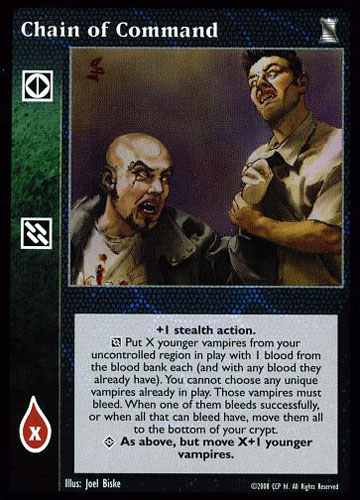 Chain of Command
+1 stealth action.
Put X younger vampires from your
uncontrolled region in play with 1 blood from
the blood bank each (and with any blood they
already have). You cannot choose any unique
vampires already in play. Those vampires must
bleed. When one of them bleeds successfully,
or when all that can bleed have, move them all
to the bottom of your crypt.
As above, but move X+1 younger
vampires.
X
Illus: Joel Biske
©2008 CCP hf. All Rights Reserved